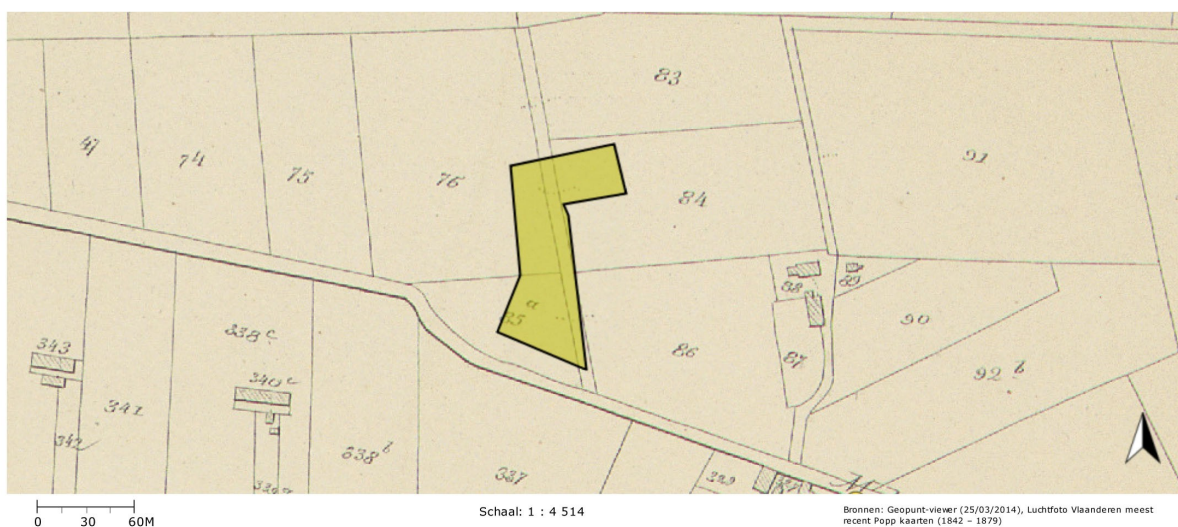 83
47
74
75
76
91
84
88
89
a
85
90
338 c
343
86
87
92 b
340 c
341
342
338 b
337
339
0 30 60M
Schaal: 1 : 4 514
Bronnen: Geopunt-viewer (25/03/2014), Luchtfoto Vlaanderen meest
recent Popp kaarten (1842 – 1879)